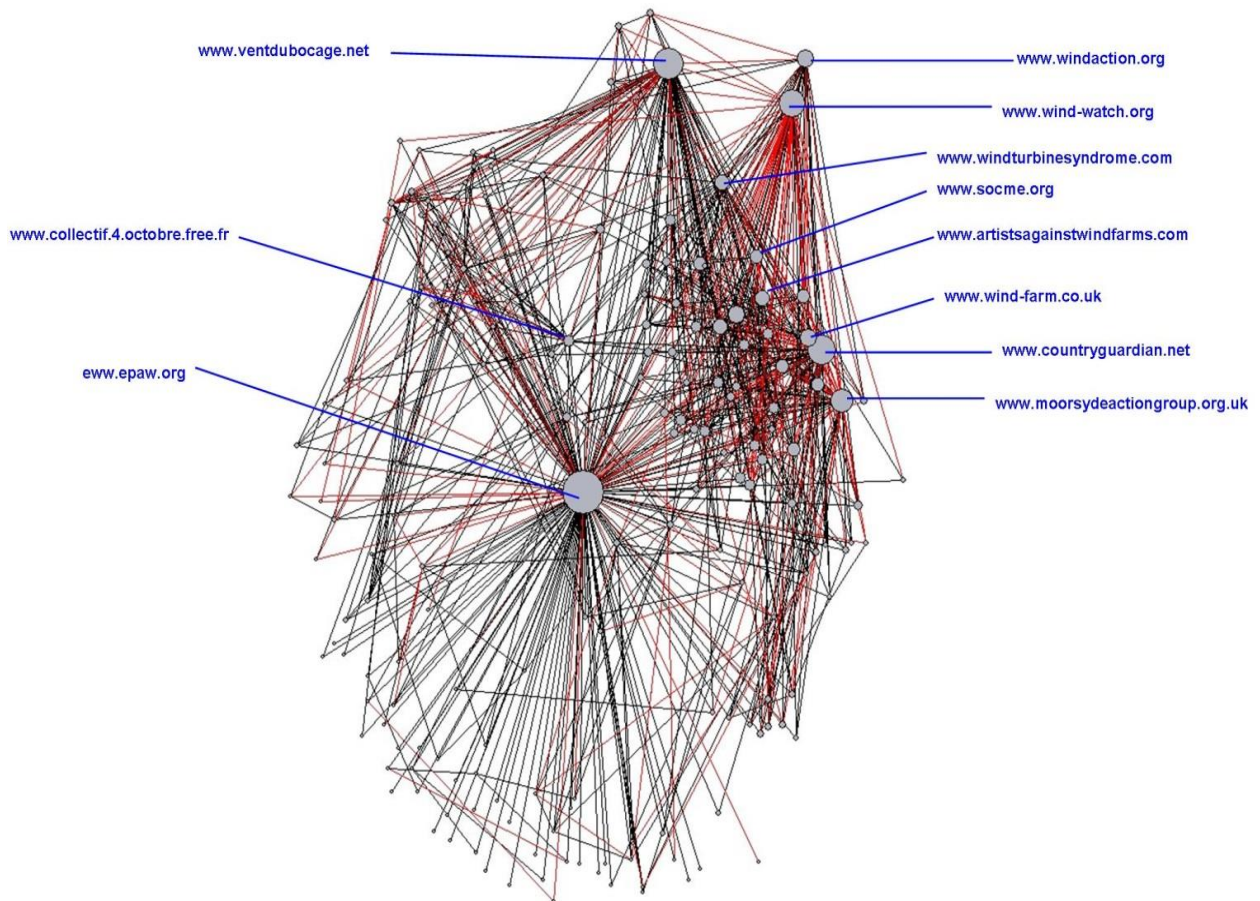 www.ventdubocage.net
www.windaction.org
www.wind-watch.org
www.windturbinesyndrome.com
www.socme.org
www.collectif.4.octobre.free.fr
www.artistsagainstwindfarms.com
www.wind-farm.co.uk
www.countryguardian.net
eww.epaw.org
www.moorsydeactiongroup.org.uk